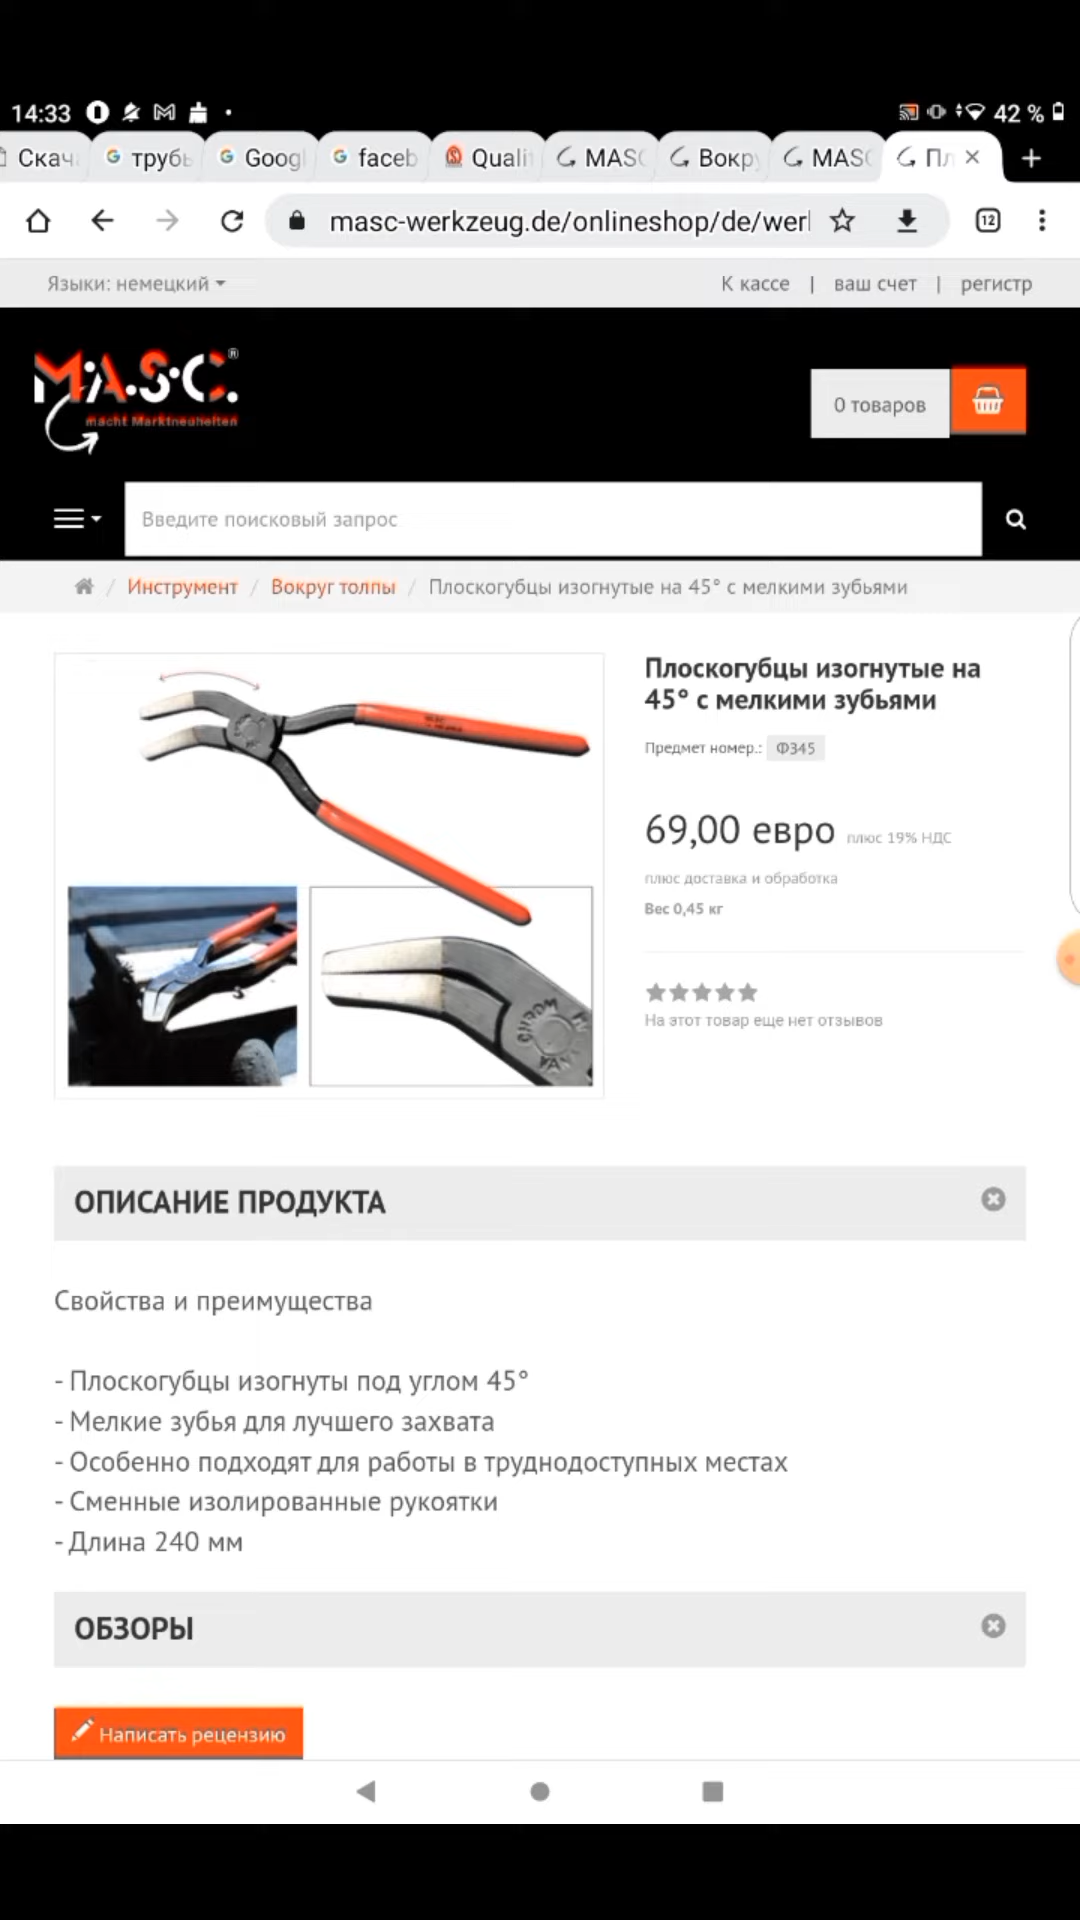 14:33 42 %
Скача трубь Googl faceb Quali MASC Вокру MASC Пл
masc-werkzeug.de/onlineshop/de/werl 12
Языки: немецкий К кассе | ваш счет | регистр
M.A.S.C.®
macht Marktneuheiten
0 товаров
Введите поисковый запрос
/ Инструмент / Вокруг толпы / Плоскогубцы изогнутые на 45° с мелкими зубьями
Плоскогубцы изогнутые на
45° с мелкими зубьями
Предмет номер.: Ф345
69,00 евро плюс 19% НДС
плюс доставка и обработка
Вес 0,45 кг
На этот товар еще нет отзывов
CHROM
VANA
ОПИСАНИЕ ПРОДУКТА
Свойства и преимущества
- Плоскогубцы изогнуты под углом 45°
- Мелкие зубья для лучшего захвата
- Особенно подходят для работы в труднодоступных местах
- Сменные изолированные рукоятки
- Длина 240 мм
ОБЗОРЫ
Написать рецензию